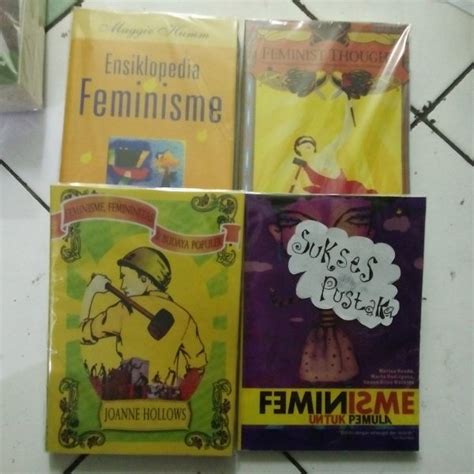 Maggie Humm
Ensiklopedia
Feminisme
FEMINIST THOUGHT
FEMINISME, FEMININITAS
& BUDAYA POPULER
JOANNE HOLLOWS
Sukses
Pustaka
FEMINISME
UNTUK PEMULA